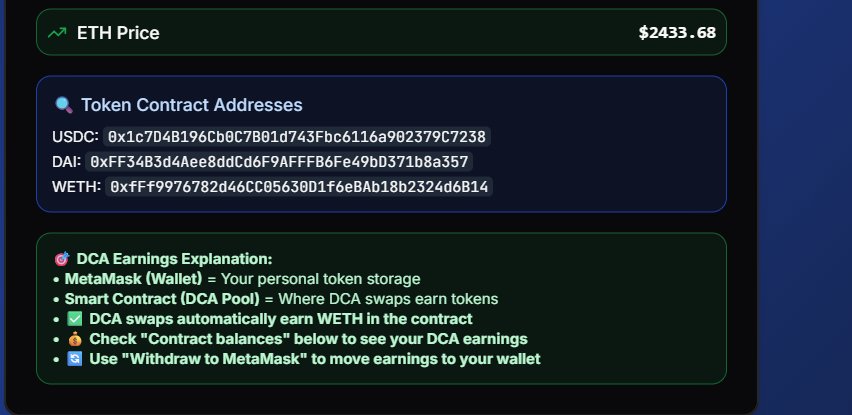 ETH Price $2433.68
Token Contract Addresses
USDC: 0x1c7D4B196Cb0C7B01d743Fbc6116a902379C7238
DAI: 0xFF34B3d4Aee8ddCd6F9AFFFB6Fe49bD371b8a357
WETH: 0xfFf9976782d46CC05630D1f6eBAb18b2324d6B14
🎯 DCA Earnings Explanation:
• MetaMask (Wallet) = Your personal token storage
• Smart Contract (DCA Pool) = Where DCA swaps earn tokens
• ✅ DCA swaps automatically earn WETH in the contract
• 💰 Check "Contract balances" below to see your DCA earnings
• 🔄 Use "Withdraw to MetaMask" to move earnings to your wallet